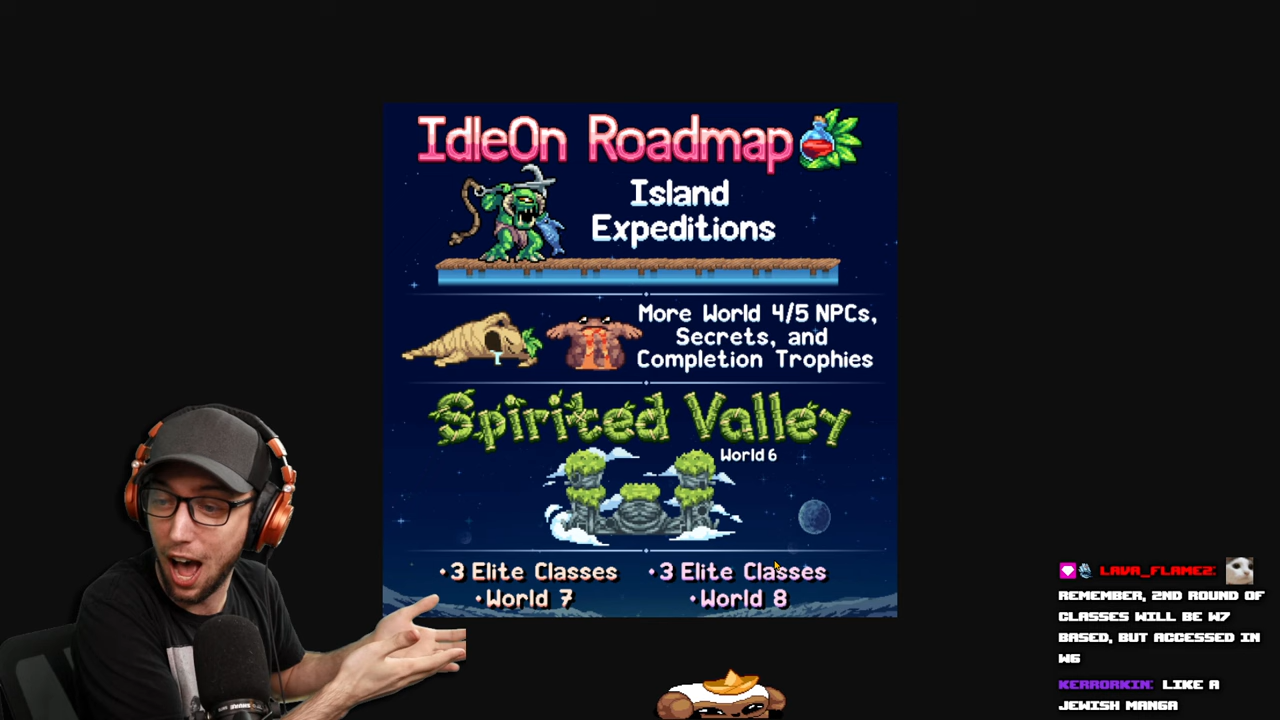 IdleOn Roadmap
Island
Expeditions
More World 4/5 NPCs,
Secrets, and
Completion Trophies
Spirited Valley
World 6
•3 Elite Classes
•World 7
•3 Elite Classes
•World 8
LAVA_FLAMEZ:
REMEMBER, 2ND ROUND OF
CLASSES WILL BE W7
BASED, BUT ACCESSED IN
W6
KERRORKIN: LIKE A
JEWISH MANGA